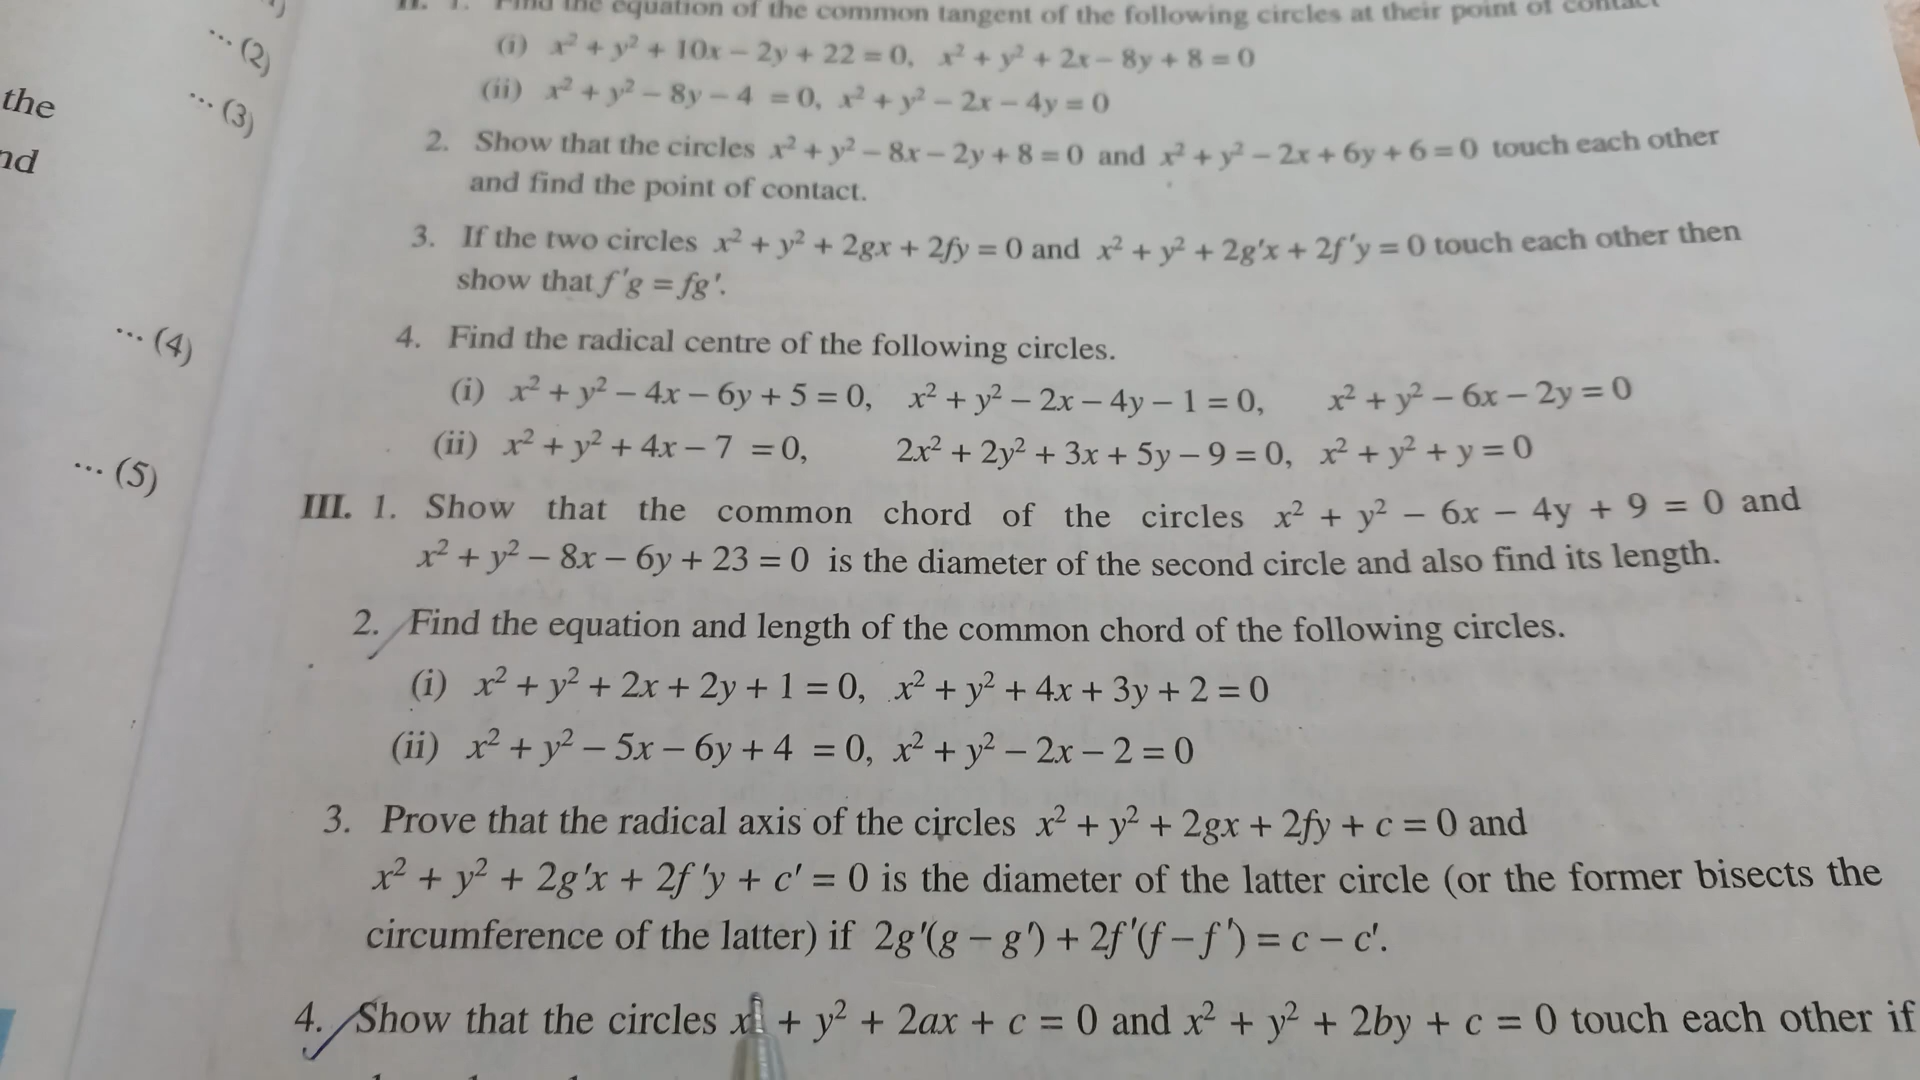 ... (2)
... (3)
the
nd
... (4)
... (5)
II. 1. Find the equation of the common tangent of the following circles at their point of contact
(i) x² + y² + 10x – 2y + 22 = 0, x² + y² + 2x – 8y + 8 = 0
(ii) x² + y² – 8y – 4 = 0, x² + y² – 2x – 4y = 0
2. Show that the circles x² + y² – 8x – 2y + 8 = 0 and x² + y² – 2x + 6y + 6 = 0 touch each other
and find the point of contact.
3. If the two circles x² + y² + 2gx + 2fy = 0 and x² + y² + 2g'x + 2f'y = 0 touch each other then
show that f'g = fg'.
4. Find the radical centre of the following circles.
(i) x² + y² – 4x – 6y + 5 = 0, x² + y² – 2x – 4y – 1 = 0, x² + y² – 6x – 2y = 0
(ii) x² + y² + 4x – 7 = 0, 2x² + 2y² + 3x + 5y – 9 = 0, x² + y² + y = 0
III. 1. Show that the common chord of the circles x² + y² – 6x – 4y + 9 = 0 and
x² + y² – 8x – 6y + 23 = 0 is the diameter of the second circle and also find its length.
2. Find the equation and length of the common chord of the following circles.
(i) x² + y² + 2x + 2y + 1 = 0, x² + y² + 4x + 3y + 2 = 0
(ii) x² + y² – 5x – 6y + 4 = 0, x² + y² – 2x – 2 = 0
3. Prove that the radical axis of the circles x² + y² + 2gx + 2fy + c = 0 and
x² + y² + 2g'x + 2f'y + c' = 0 is the diameter of the latter circle (or the former bisects the
circumference of the latter) if 2g'(g – g') + 2f'(f – f') = c – c'.
4. Show that the circles x + y² + 2ax + c = 0 and x² + y² + 2by + c = 0 touch each other if